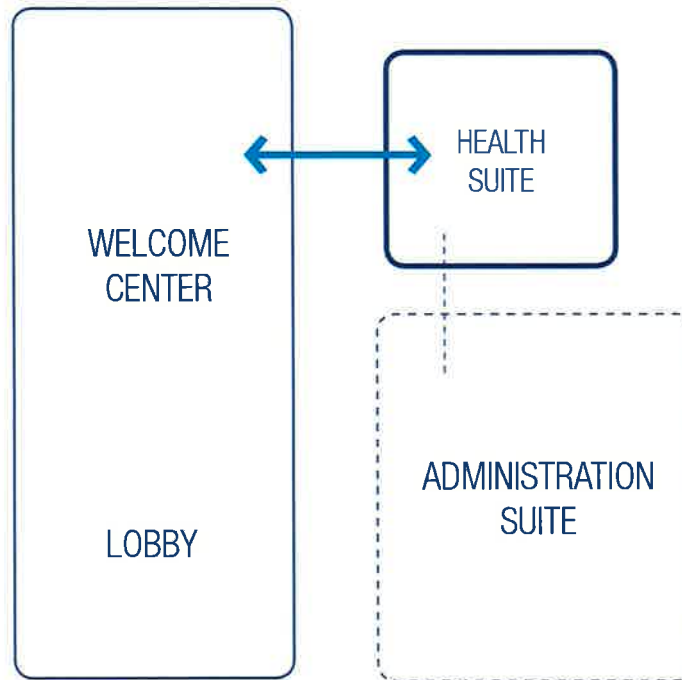 WELCOME
CENTER
LOBBY
HEALTH
SUITE
ADMINISTRATION
SUITE